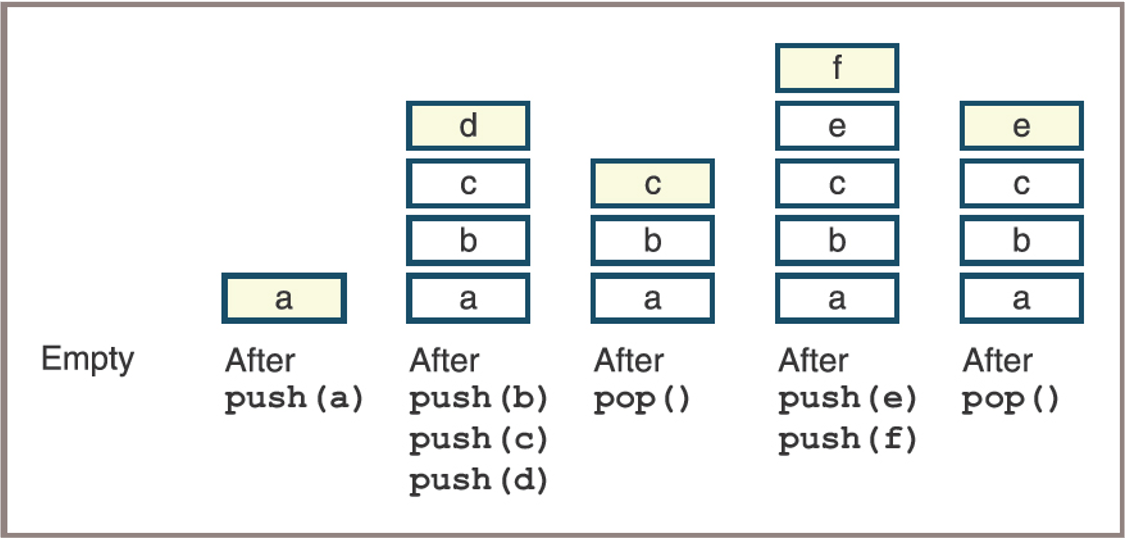 f
d e e
c c c c
b b b b
a a a a a
Empty
After
push(a)
After
push(b)
push(c)
push(d)
After
pop()
After
push(e)
push(f)
After
pop()